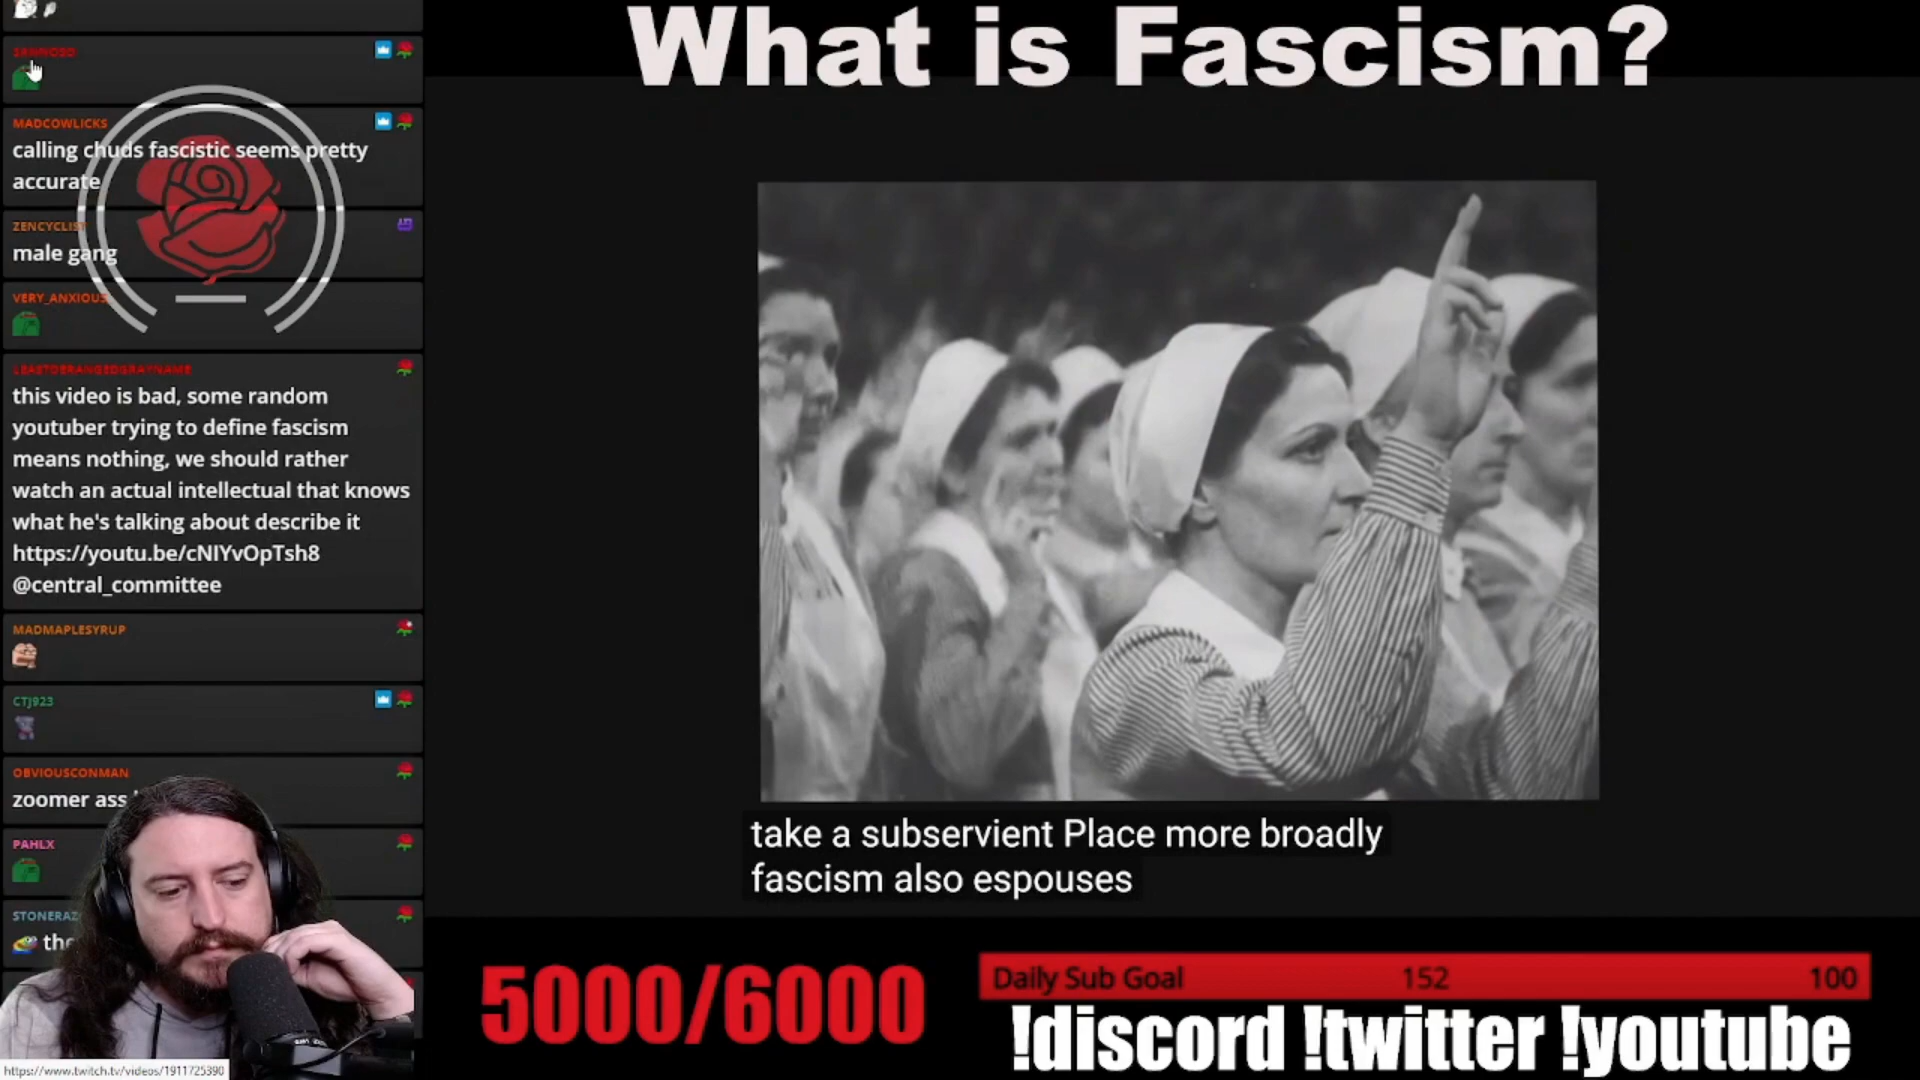 What is Fascism?
MADCOWLICKS
calling chuds fascistic seems pretty
accurate
ZENCYCLIST
male gang
VERY_ANXIOUS
LEASTDERANGEDGRAYNAME
this video is bad, some random
youtuber trying to define fascism
means nothing, we should rather
watch an actual intellectual that knows
what he's talking about describe it
https://youtu.be/cNIYvOpTsh8
@central_committee
MADMAPLESYRUP
CTJ923
OBVIOUSCONMAN
zoomer ass
PAHLX
STONERAZ
the
take a subservient Place more broadly
fascism also espouses
5000/6000
Daily Sub Goal 152 100
!discord !twitter !youtube
https://www.twitch.tv/videos/1911725390